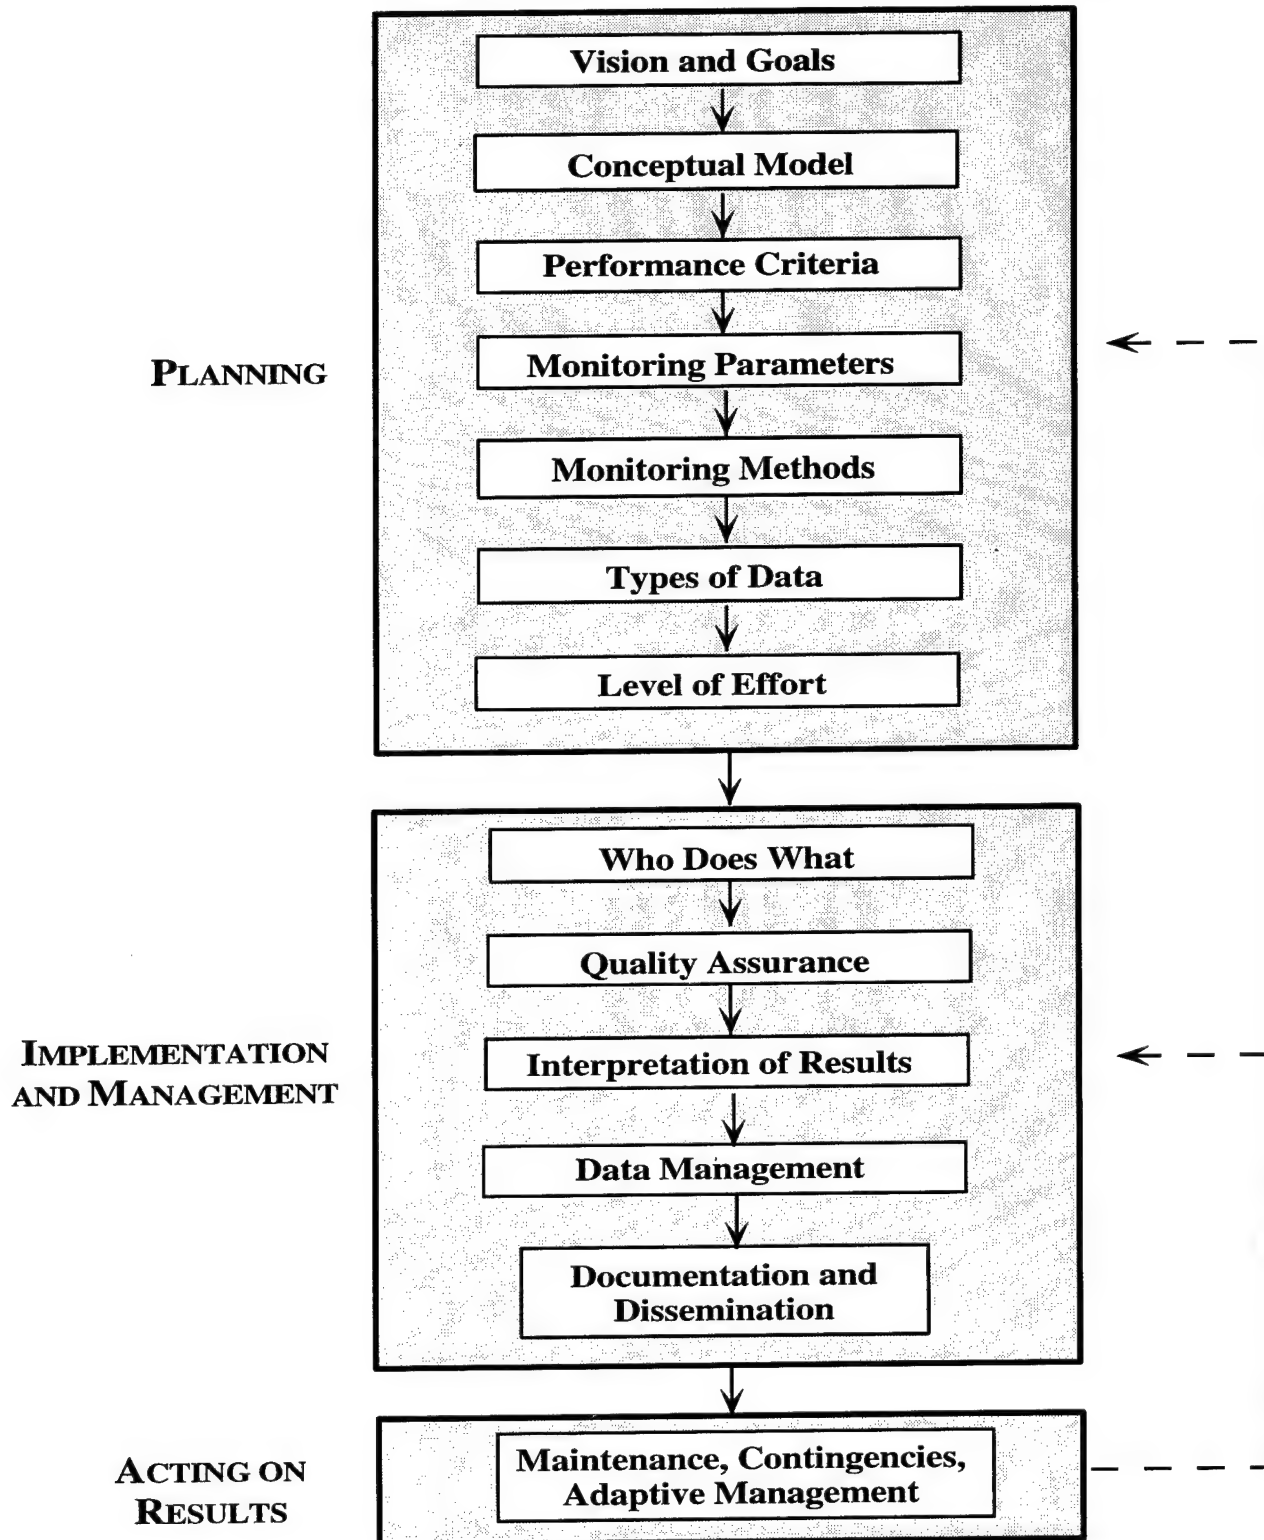 Vision and Goals
Conceptual Model
Performance Criteria
Monitoring Parameters
PLANNING
Monitoring Methods
Types of Data
Level of Effort
Who Does What
Quality Assurance
IMPLEMENTATION
AND MANAGEMENT
Interpretation of Results
Data Management
Documentation and
Dissemination
ACTING ON
RESULTS
Maintenance, Contingencies,
Adaptive Management